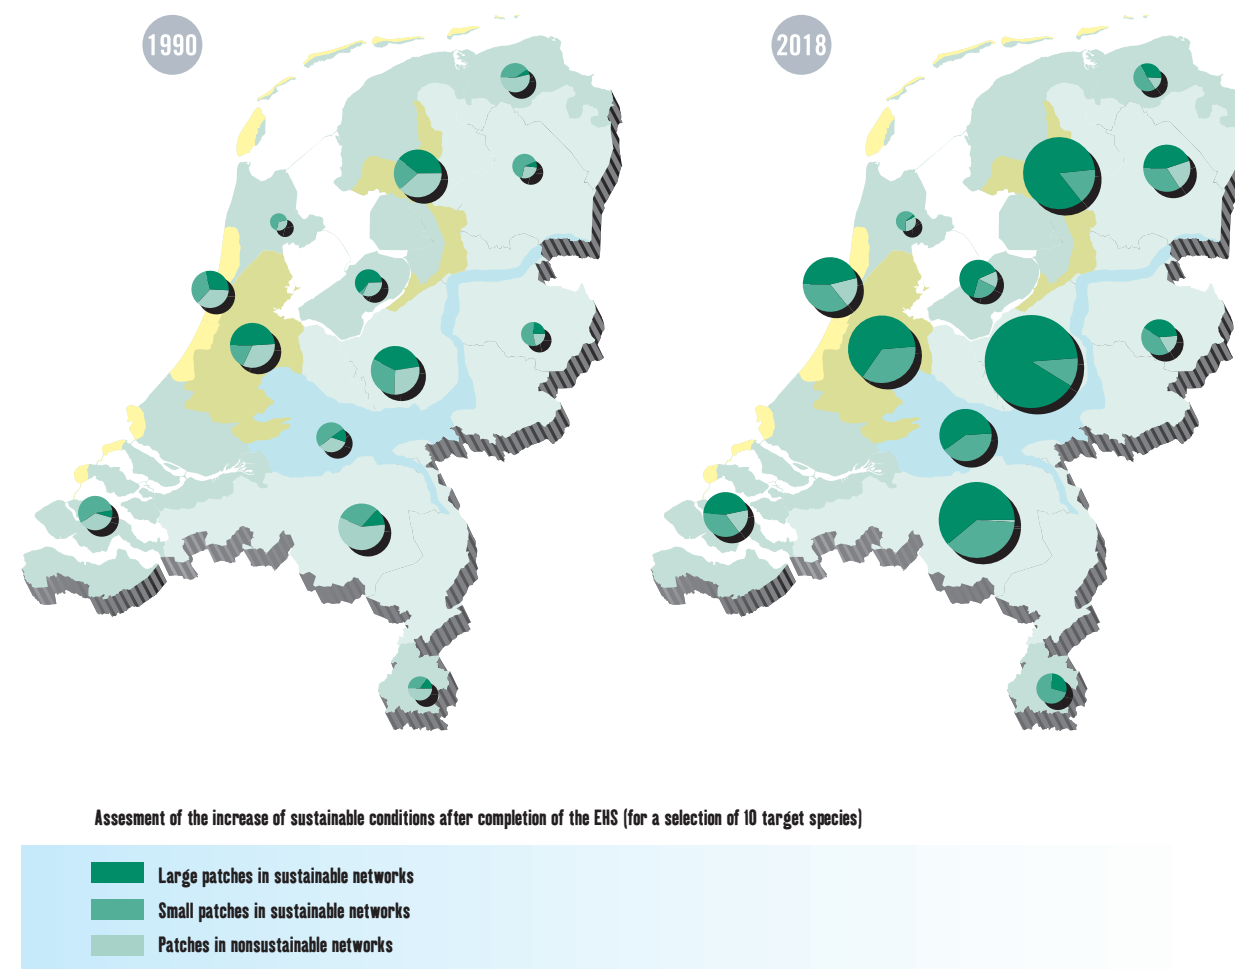 1990
2018
Assesment of the increase of sustainable conditions after completion of the EHS (for a selection of 10 target species)
Large patches in sustainable networks
Small patches in sustainable networks
Patches in nonsustainable networks